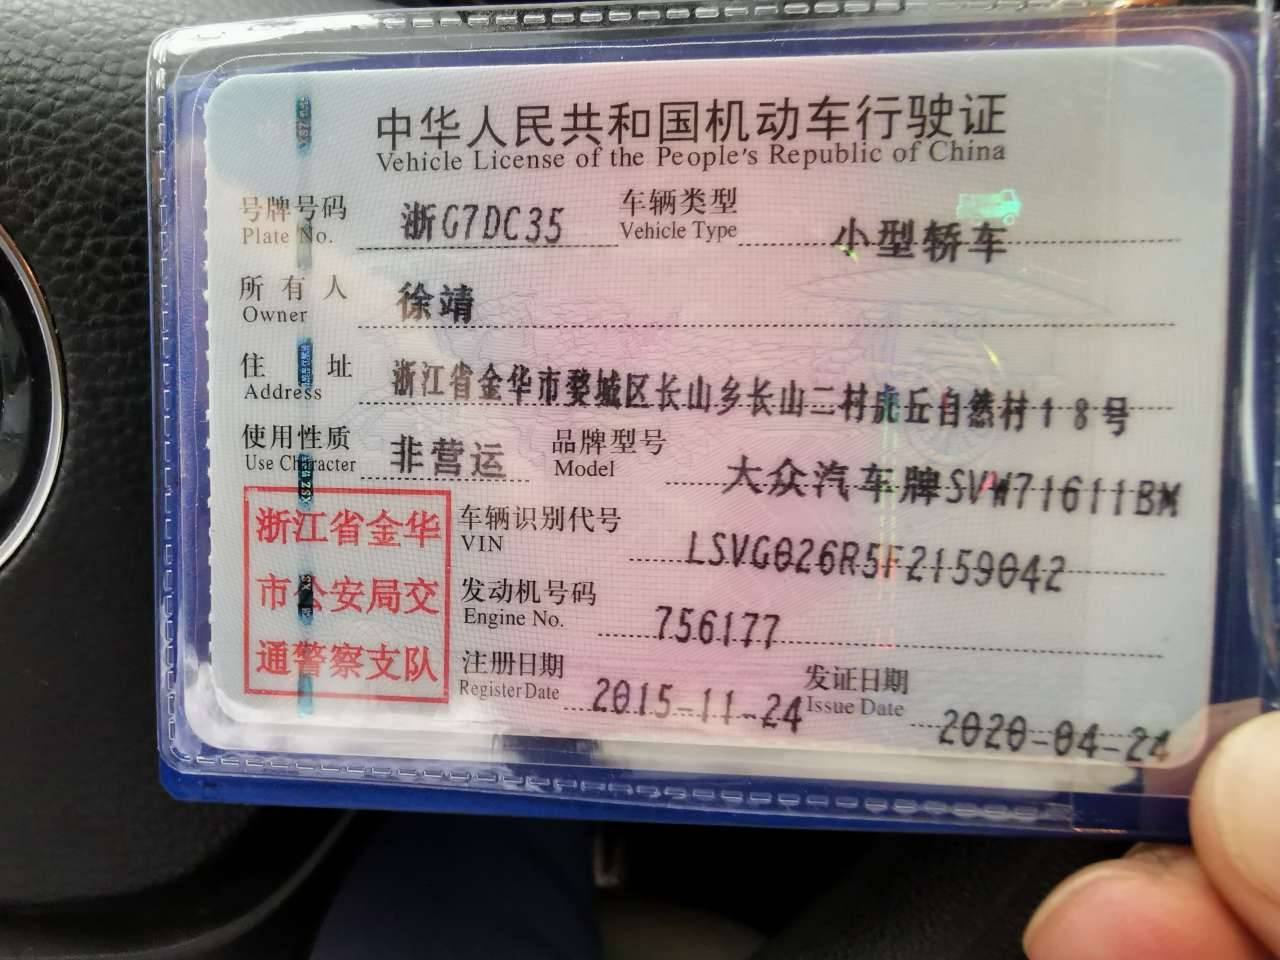 中华人民共和国机动车行驶证
Vehicle License of the People's Republic of China
号牌号码 浙G7DC35 车辆类型 小型轿车
Plate No. Vehicle Type
所有人 徐靖
Owner
住址 浙江省金华市婺城区长山乡长山二村虎丘自然村18号
Address
使用性质 非营运 品牌型号 大众汽车牌SVW71611BM
Use Character Model
浙江省金华
市公安局交
通警察支队
车辆识别代号 LSVG026R5F2159042
VIN
发动机号码 756177
Engine No.
注册日期 2015-11-24 发证日期 2020-04-24
Register Date Issue Date